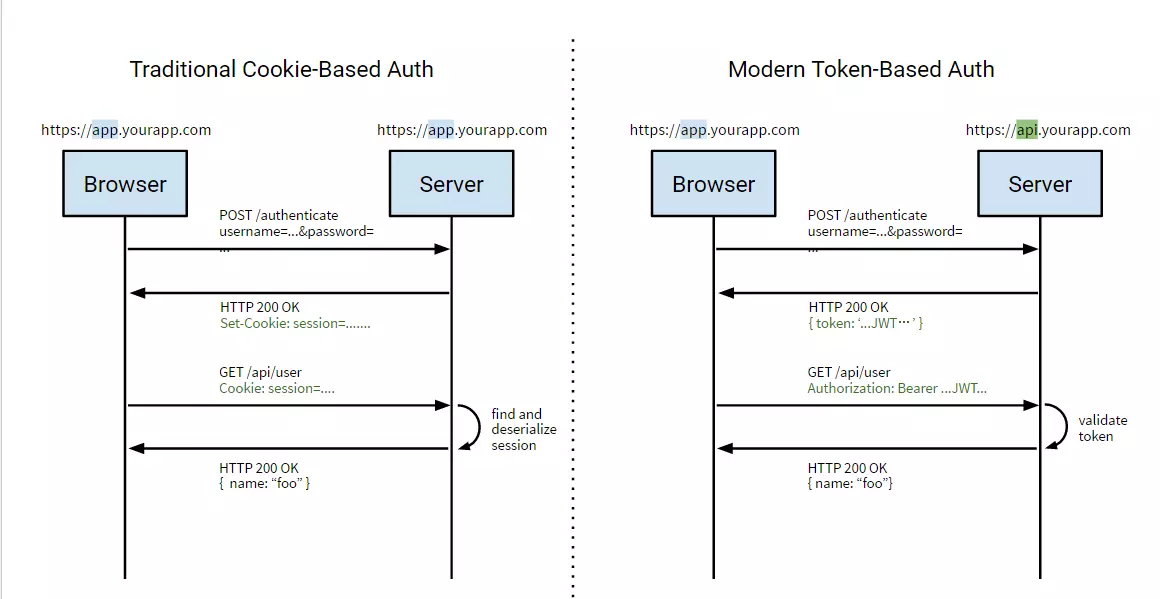 Traditional Cookie-Based Auth
https://app.yourapp.com
https://app.yourapp.com
Browser
Server
POST /authenticate
username=...&password=
...
HTTP 200 OK
Set-Cookie: session=.......
GET /api/user
Cookie: session=....
find and
deserialize
session
HTTP 200 OK
{  name: “foo” }
Modern Token-Based Auth
https://app.yourapp.com
https://api.yourapp.com
Browser
Server
POST /authenticate
username=...&password=
...
HTTP 200 OK
{ token: ‘...JWT··· ’ }
GET /api/user
Authorization: Bearer ...JWT...
validate
token
HTTP 200 OK
{ name: “foo”}